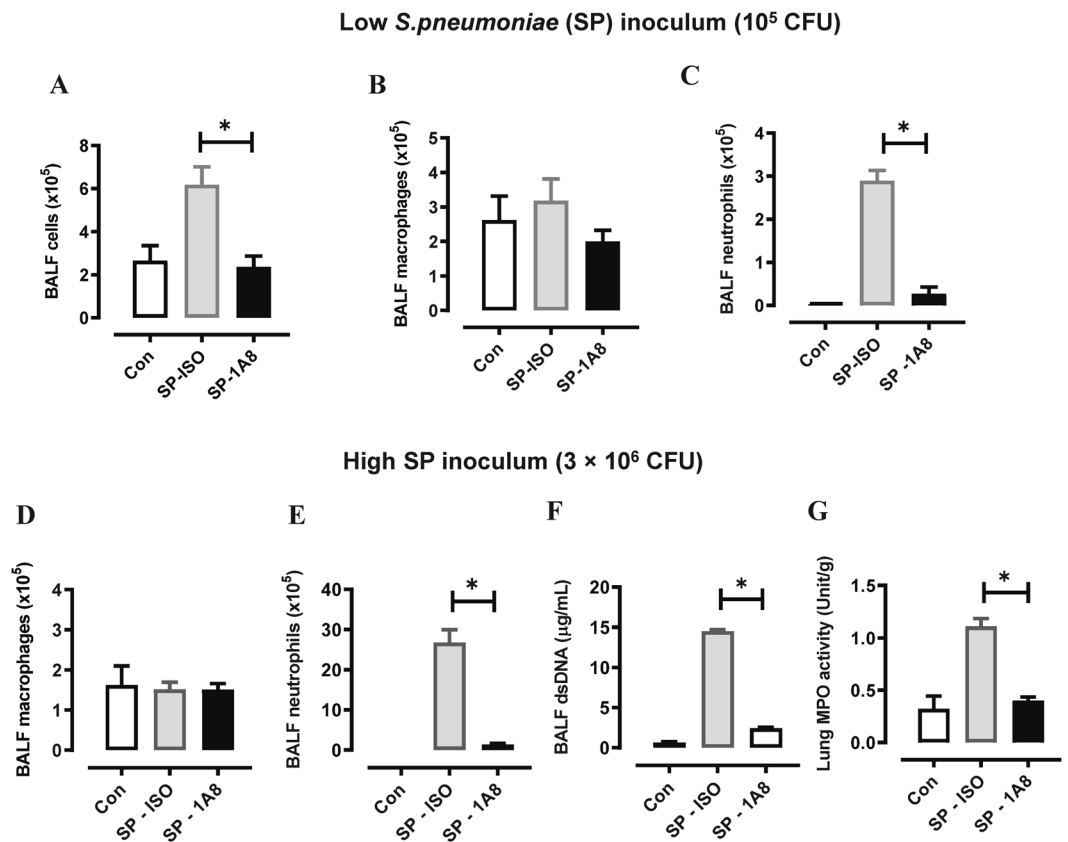 Low S.pneumoniae (SP) inoculum (10⁵ CFU)
A
BALF cells (x10⁵)
8
6
4
2
0
*
Con
SP-ISO
SP-1A8
B
BALF macrophages (x10⁵)
5
4
3
2
1
0
Con
SP-ISO
SP-1A8
C
BALF neutrophils (x10⁵)
4
3
2
1
0
*
Con
SP-ISO
SP -1A8
High SP inoculum (3 × 10⁶ CFU)
D
BALF macrophages (x10⁵)
4
3
2
1
0
Con
SP - ISO
SP - 1A8
E
BALF neutrophils (x10⁵)
40
30
20
10
0
*
Con
SP - ISO
SP - 1A8
F
BALF dsDNA (µg/mL)
20
15
10
5
0
*
Con
SP - ISO
SP - 1A8
G
Lung MPO activity (Unit/g)
1.5
1.0
0.5
0.0
*
Con
SP - ISO
SP - 1A8